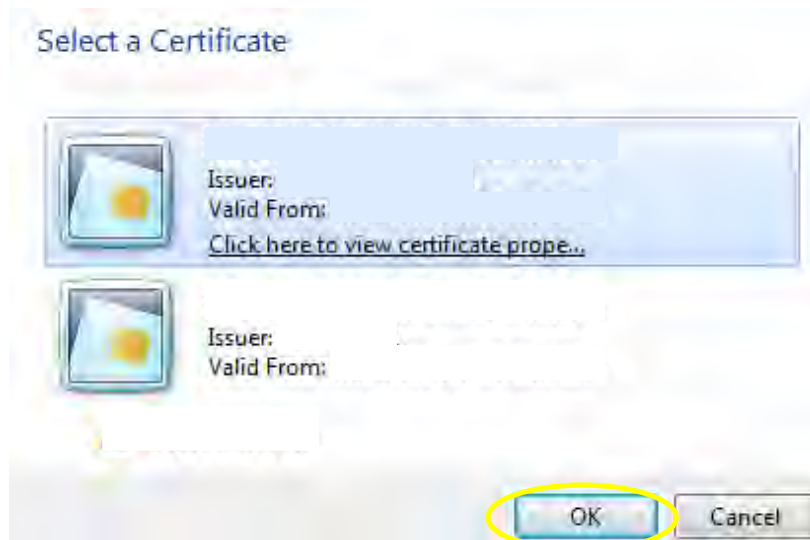 Select a Certificate
Issuer:
Valid From:
Click here to view certificate prope...
Issuer:
Valid From:
OK
Cancel